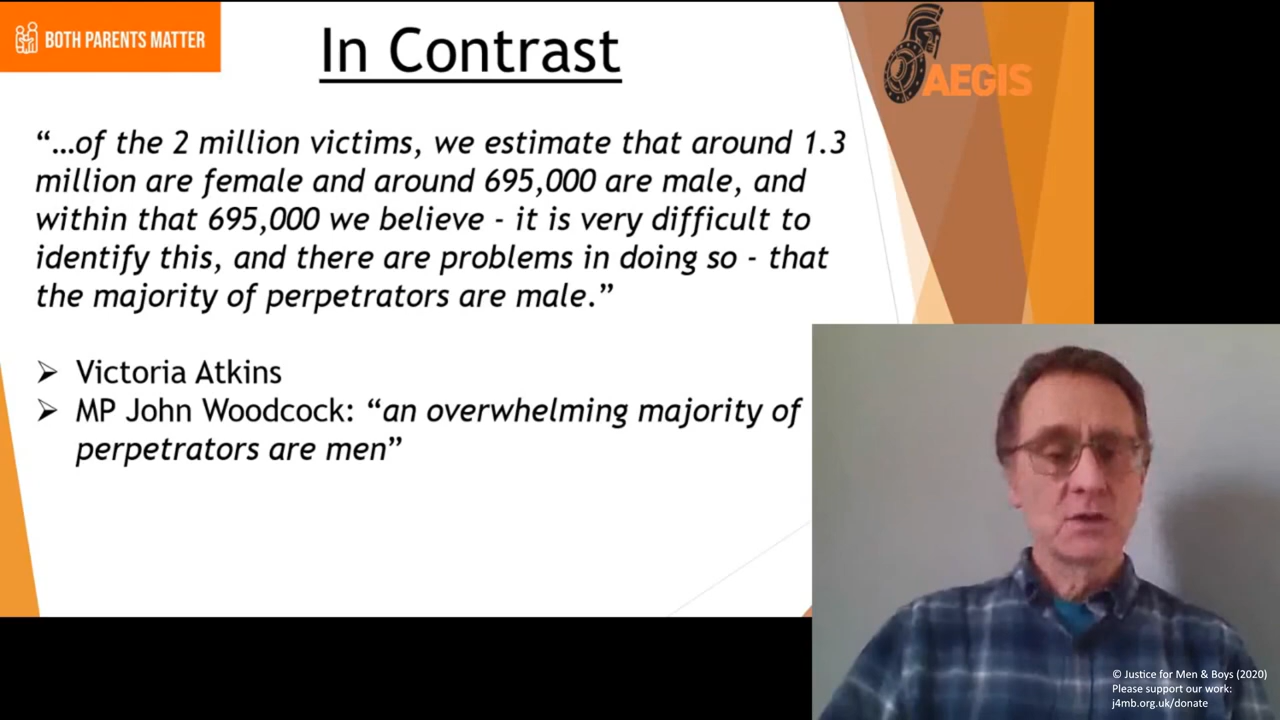 BOTH PARENTS MATTER
In Contrast
AEGIS
“…of the 2 million victims, we estimate that around 1.3
million are female and around 695,000 are male, and
within that 695,000 we believe - it is very difficult to
identify this, and there are problems in doing so - that
the majority of perpetrators are male.”
Victoria Atkins
MP John Woodcock: “an overwhelming majority of
perpetrators are men”
© Justice for Men & Boys (2020)
Please support our work:
j4mb.org.uk/donate